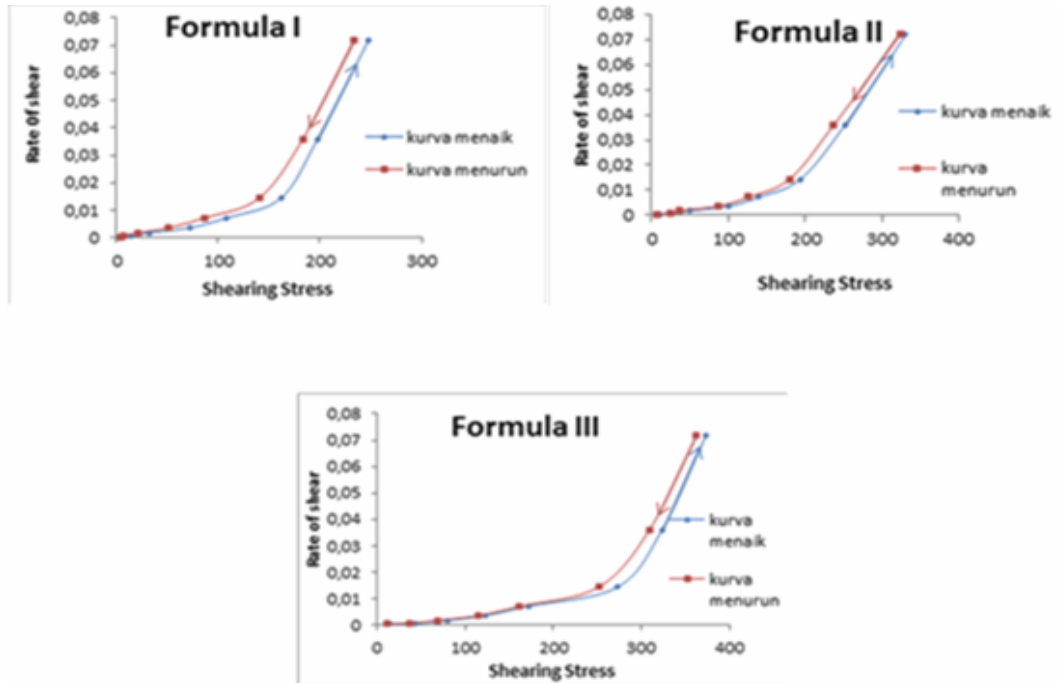 Formula I
0,08
0,07
0,06
0,05
0,04
0,03
0,02
0,01
0
Rate Of shear
0 100 200 300
Shearing Stress
kurva menaik
kurva menurun
Formula II
0,08
0,07
0,06
0,05
0,04
0,03
0,02
0,01
0
Rate of shear
0 100 200 300 400
Shearing Stress
kurva menaik
kurva
menurun
Formula III
0,08
0,07
0,06
0,05
0,04
0,03
0,02
0,01
0
Rate of shear
0 100 200 300 400
Shearing Stress
kurva
menaik
kurva
menurun